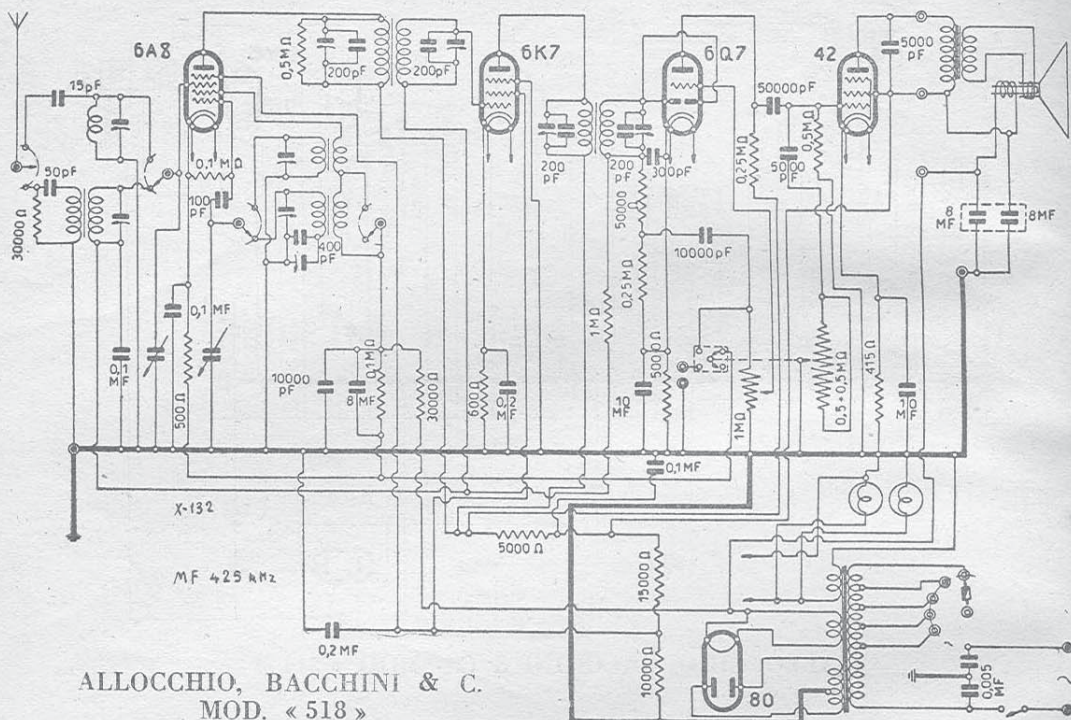 6A8
6K7
6Q7
42
0,5MΩ
200pF
200pF
5000
pF
15pF
50pF
30000 Ω
0.1 MΩ
100
pF
400
pF
200
pF
200
pF
300pF
50000
0,25MΩ
50000pF
5000
pF
0.5MΩ
8
MF
8MF
10000pF
0,25MΩ
0,1 MF
0,1
MF
500Ω
10000
pF
8
MF
0,1MΩ
30000Ω
600Ω
0,2
MF
1MΩ
10
MF
5000
Ω
1MΩ
0,5+0,5MΩ
415Ω
10
MF
0,1MF
X-132
5000 Ω
MF 425 kHz
15000Ω
0,2MF
10000Ω
80
0,005
MF
ALLOCCHIO, BACCHINI & C.
MOD. « 518 »